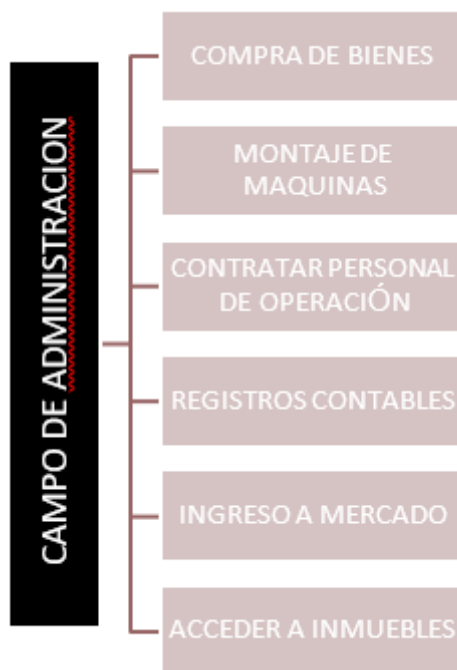 CAMPO DE ADMINISTRACION
COMPRA DE BIENES
MONTAJE DE
MAQUINAS
CONTRATAR PERSONAL
DE OPERACIÓN
REGISTROS CONTABLES
INGRESO A MERCADO
ACCEDER A INMUEBLES